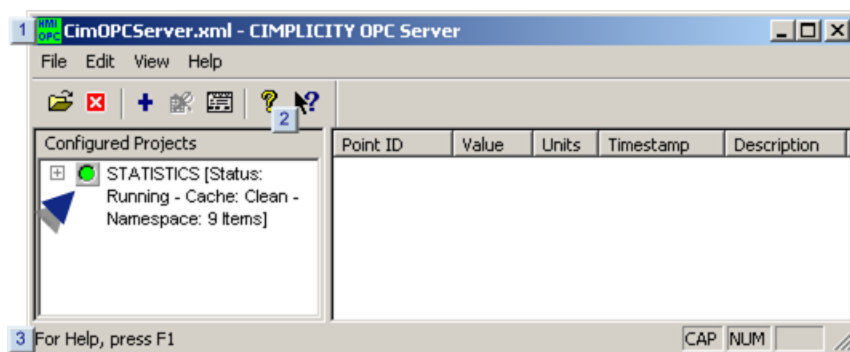 1 HMI OPC CimOPCServer.xml - CIMPLICITY OPC Server
File Edit View Help
2
Configured Projects
Point ID Value Units Timestamp Description
STATISTICS [Status:
Running - Cache: Clean -
Namespace: 9 Items]
3 For Help, press F1 CAP NUM